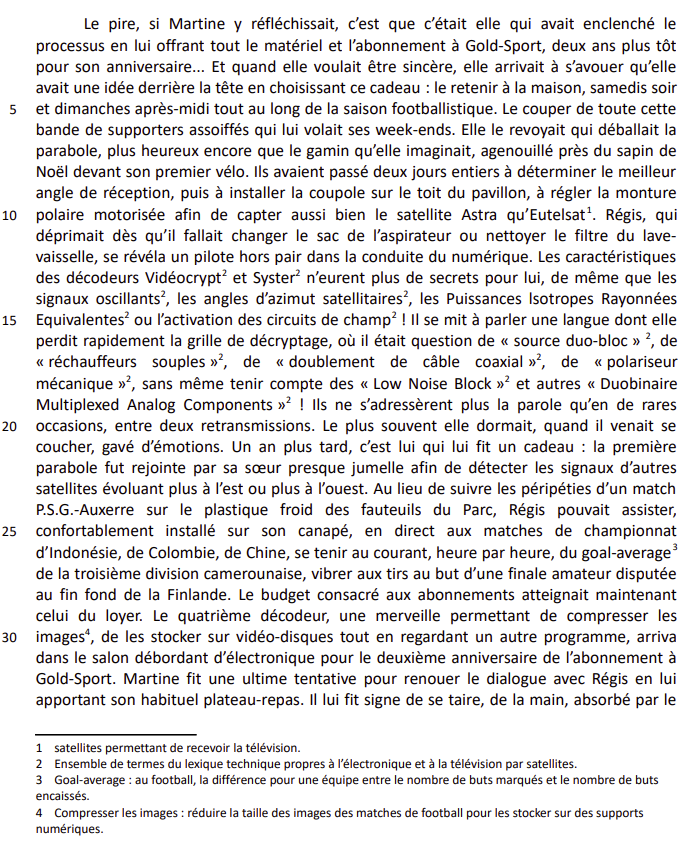 Le pire, si Martine y réfléchissait, c’est que c’était elle qui avait enclenché le
processus en lui offrant tout le matériel et l’abonnement à Gold-Sport, deux ans plus tôt
pour son anniversaire... Et quand elle voulait être sincère, elle arrivait à s’avouer qu’elle
avait une idée derrière la tête en choisissant ce cadeau : le retenir à la maison, samedis soir
5 et dimanches après-midi tout au long de la saison footballistique. Le couper de toute cette
bande de supporters assoiffés qui lui volait ses week-ends. Elle le revoyait qui déballait la
parabole, plus heureux encore que le gamin qu’elle imaginait, agenouillé près du sapin de
Noël devant son premier vélo. Ils avaient passé deux jours entiers à déterminer le meilleur
angle de réception, puis à installer la coupole sur le toit du pavillon, à régler la monture
10 polaire motorisée afin de capter aussi bien le satellite Astra qu’Eutelsat1. Régis, qui
déprimait dès qu’il fallait changer le sac de l’aspirateur ou nettoyer le filtre du lave-
vaisselle, se révéla un pilote hors pair dans la conduite du numérique. Les caractéristiques
des décodeurs Vidéocrypt2 et Syster2 n’eurent plus de secrets pour lui, de même que les
signaux oscillants2, les angles d’azimut satellitaires2, les Puissances Isotropes Rayonnées
15 Equivalentes2 ou l’activation des circuits de champ2 ! Il se mit à parler une langue dont elle
perdit rapidement la grille de décryptage, où il était question de « source duo-bloc » 2, de
« réchauffeurs souples »2, de « doublement de câble coaxial »2, de « polariseur
mécanique »2, sans même tenir compte des « Low Noise Block »2 et autres « Duobinaire
Multiplexed Analog Components »2 ! Ils ne s’adressèrent plus la parole qu’en de rares
20 occasions, entre deux retransmissions. Le plus souvent elle dormait, quand il venait se
coucher, gavé d’émotions. Un an plus tard, c’est lui qui lui fit un cadeau : la première
parabole fut rejointe par sa sœur presque jumelle afin de détecter les signaux d’autres
satellites évoluant plus à l’est ou plus à l’ouest. Au lieu de suivre les péripéties d’un match
P.S.G.-Auxerre sur le plastique froid des fauteuils du Parc, Régis pouvait assister,
25 confortablement installé sur son canapé, en direct aux matches de championnat
d’Indonésie, de Colombie, de Chine, se tenir au courant, heure par heure, du goal-average3
de la troisième division camerounaise, vibrer aux tirs au but d’une finale amateur disputée
au fin fond de la Finlande. Le budget consacré aux abonnements atteignait maintenant
celui du loyer. Le quatrième décodeur, une merveille permettant de compresser les
30 images4, de les stocker sur vidéo-disques tout en regardant un autre programme, arriva
dans le salon débordant d’électronique pour le deuxième anniversaire de l’abonnement à
Gold-Sport. Martine fit une ultime tentative pour renouer le dialogue avec Régis en lui
apportant son habituel plateau-repas. Il lui fit signe de se taire, de la main, absorbé par le
1 satellites permettant de recevoir la télévision.
2 Ensemble de termes du lexique technique propres à l’électronique et à la télévision par satellites.
3 Goal-average : au football, la différence pour une équipe entre le nombre de buts marqués et le nombre de buts
encaissés.
4 Compresser les images : réduire la taille des images des matches de football pour les stocker sur des supports
numériques.